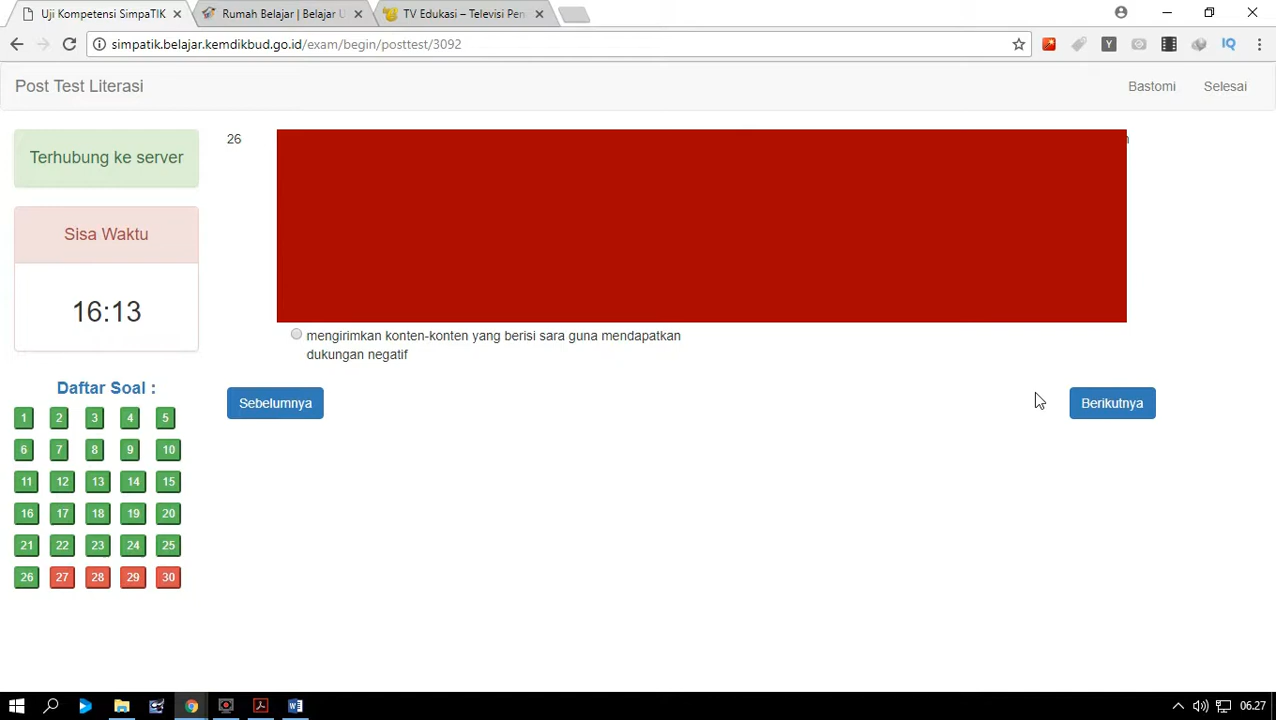 Uji Kompetensi SimpaTIK
Rumah Belajar | Belajar U
TV Edukasi – Televisi Pen
simpatik.belajar.kemdikbud.go.id/exam/begin/posttest/3092
Y
IQ
Post Test Literasi
Bastomi
Selesai
Terhubung ke server
Sisa Waktu
16:13
Daftar Soal :
1 2 3 4 5
6 7 8 9 10
11 12 13 14 15
16 17 18 19 20
21 22 23 24 25
26 27 28 29 30
26
mengirimkan konten-konten yang berisi sara guna mendapatkan
dukungan negatif
Sebelumnya
Berikutnya
06.27